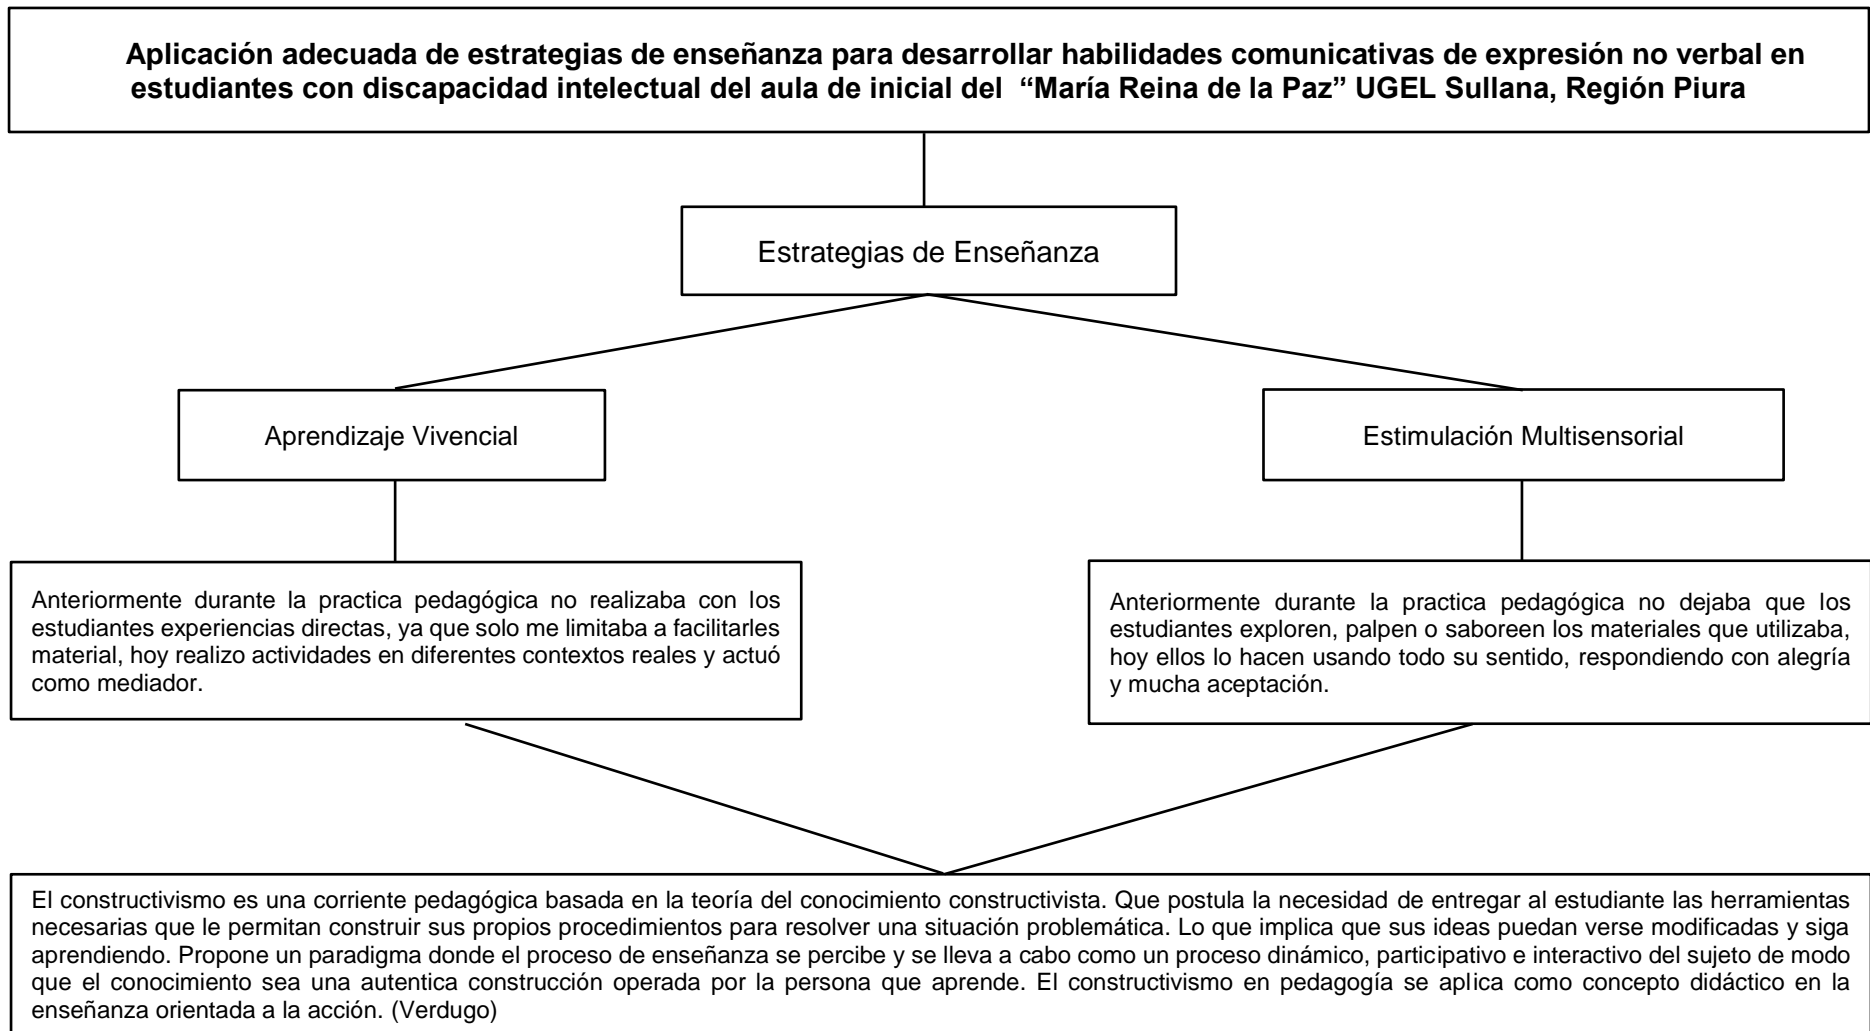 Aplicación adecuada de estrategias de enseñanza para desarrollar habilidades comunicativas de expresión no verbal en
estudiantes con discapacidad intelectual del aula de inicial del “María Reina de la Paz” UGEL Sullana, Región Piura
Estrategias de Enseñanza
Aprendizaje Vivencial
Estimulación Multisensorial
Anteriormente durante la practica pedagógica no realizaba con los
estudiantes experiencias directas, ya que solo me limitaba a facilitarles
material, hoy realizo actividades en diferentes contextos reales y actuó
como mediador.
Anteriormente durante la practica pedagógica no dejaba que los
estudiantes exploren, palpen o saboreen los materiales que utilizaba,
hoy ellos lo hacen usando todo su sentido, respondiendo con alegría
y mucha aceptación.
El constructivismo es una corriente pedagógica basada en la teoría del conocimiento constructivista. Que postula la necesidad de entregar al estudiante las herramientas
necesarias que le permitan construir sus propios procedimientos para resolver una situación problemática. Lo que implica que sus ideas puedan verse modificadas y siga
aprendiendo. Propone un paradigma donde el proceso de enseñanza se percibe y se lleva a cabo como un proceso dinámico, participativo e interactivo del sujeto de modo
que el conocimiento sea una autentica construcción operada por la persona que aprende. El constructivismo en pedagogía se aplica como concepto didáctico en la
enseñanza orientada a la acción. (Verdugo)